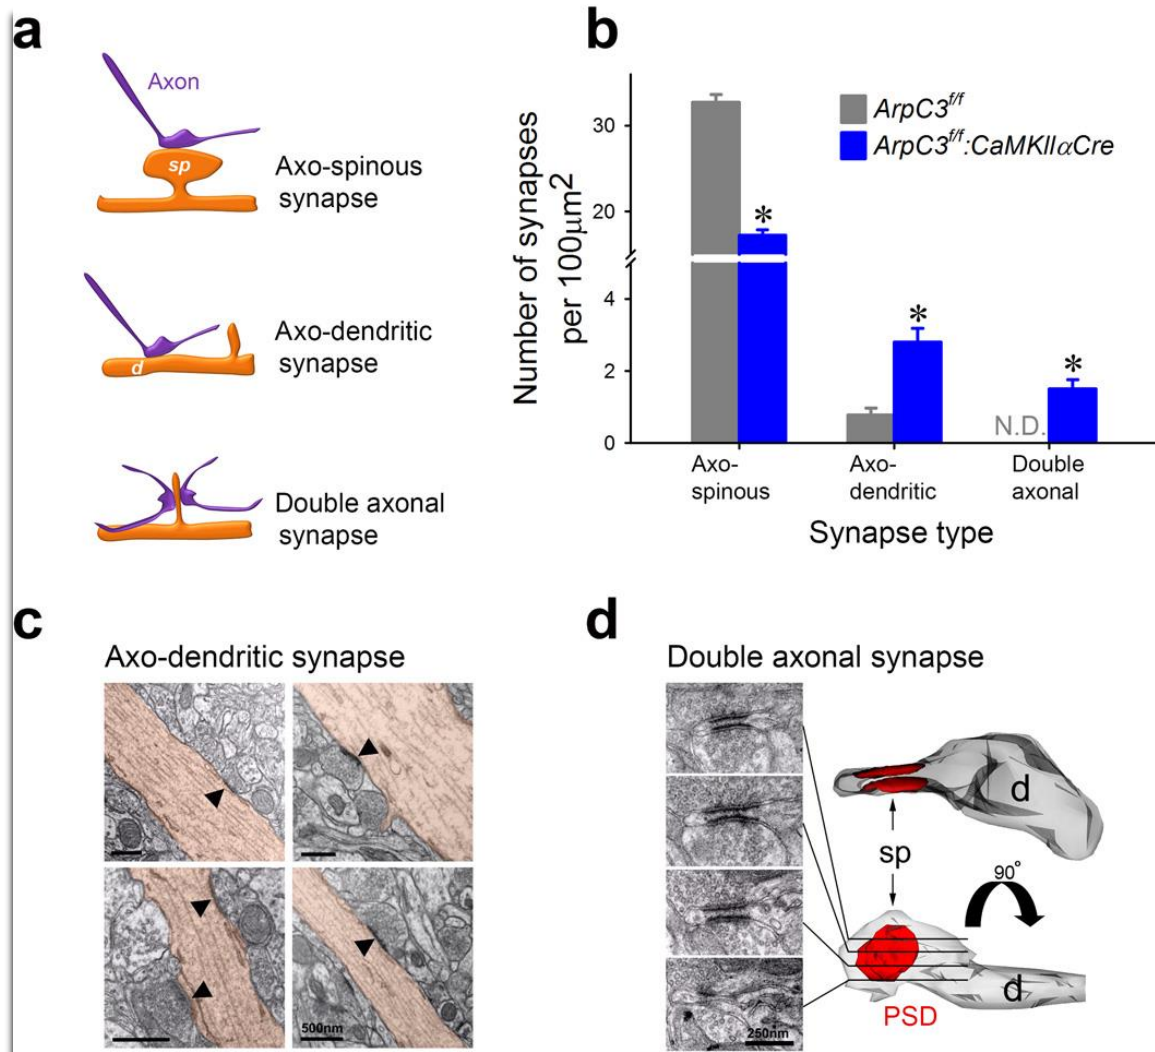 a
Axon
sp
Axo-spinous
synapse
d
Axo-dendritic
synapse
Double axonal
synapse
b
Number of synapses
per 100μm²
30
20
4
2
0
ArpC3f/f
ArpC3f/f:CaMKIIαCre
*
*
*
N.D.
Axo-
spinous
Axo-
dendritic
Double
axonal
Synapse type
c
Axo-dendritic synapse
500nm
d
Double axonal synapse
250nm
d
sp
90°
d
PSD